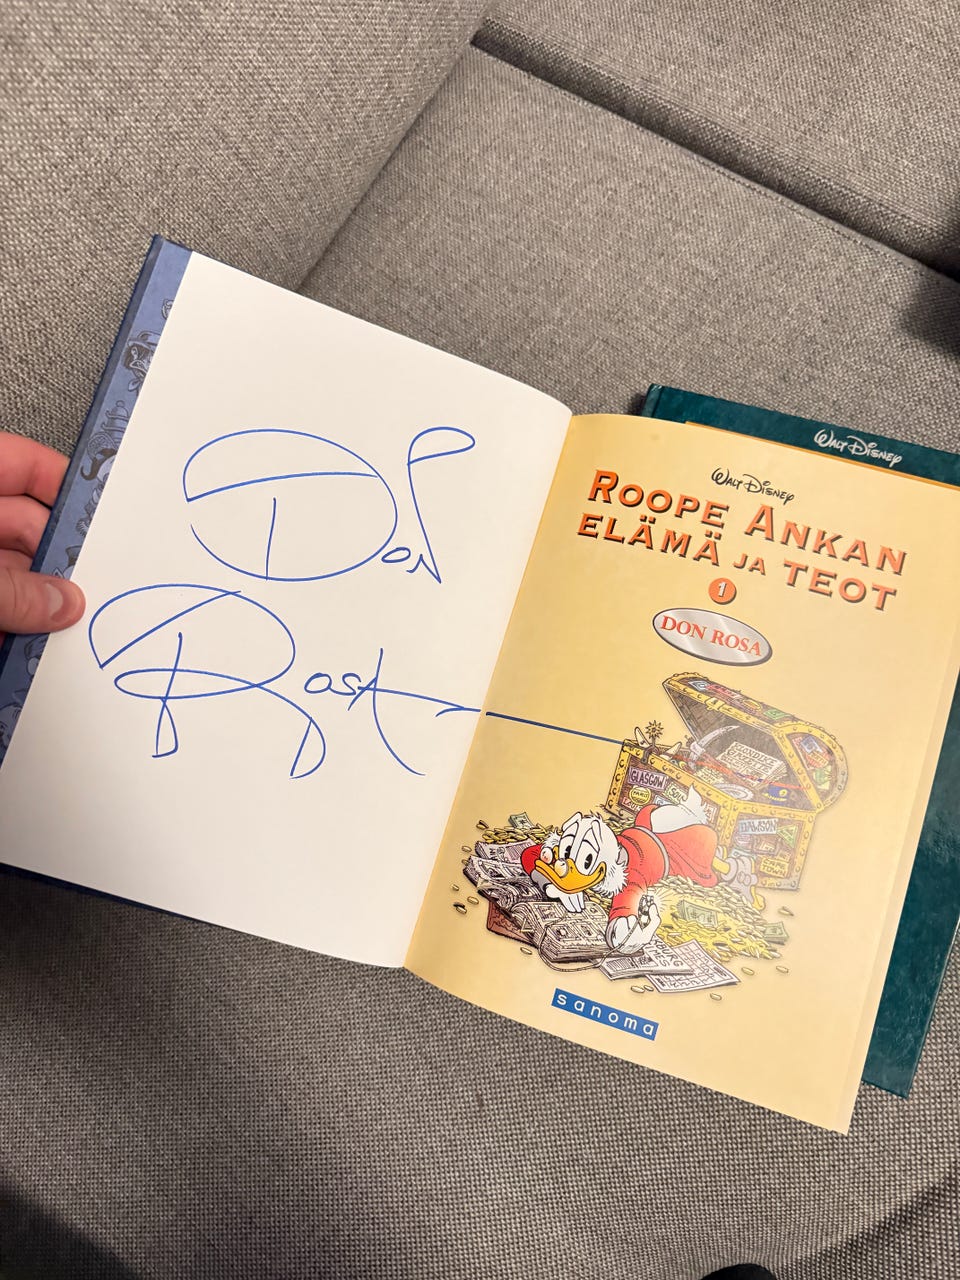 DON
ROSA
WALT DISNEY
WALT DISNEY
ROOPE ANKAN
ELÄMÄ JA TEOT
1
DON ROSA
GLASGOW
sanoma